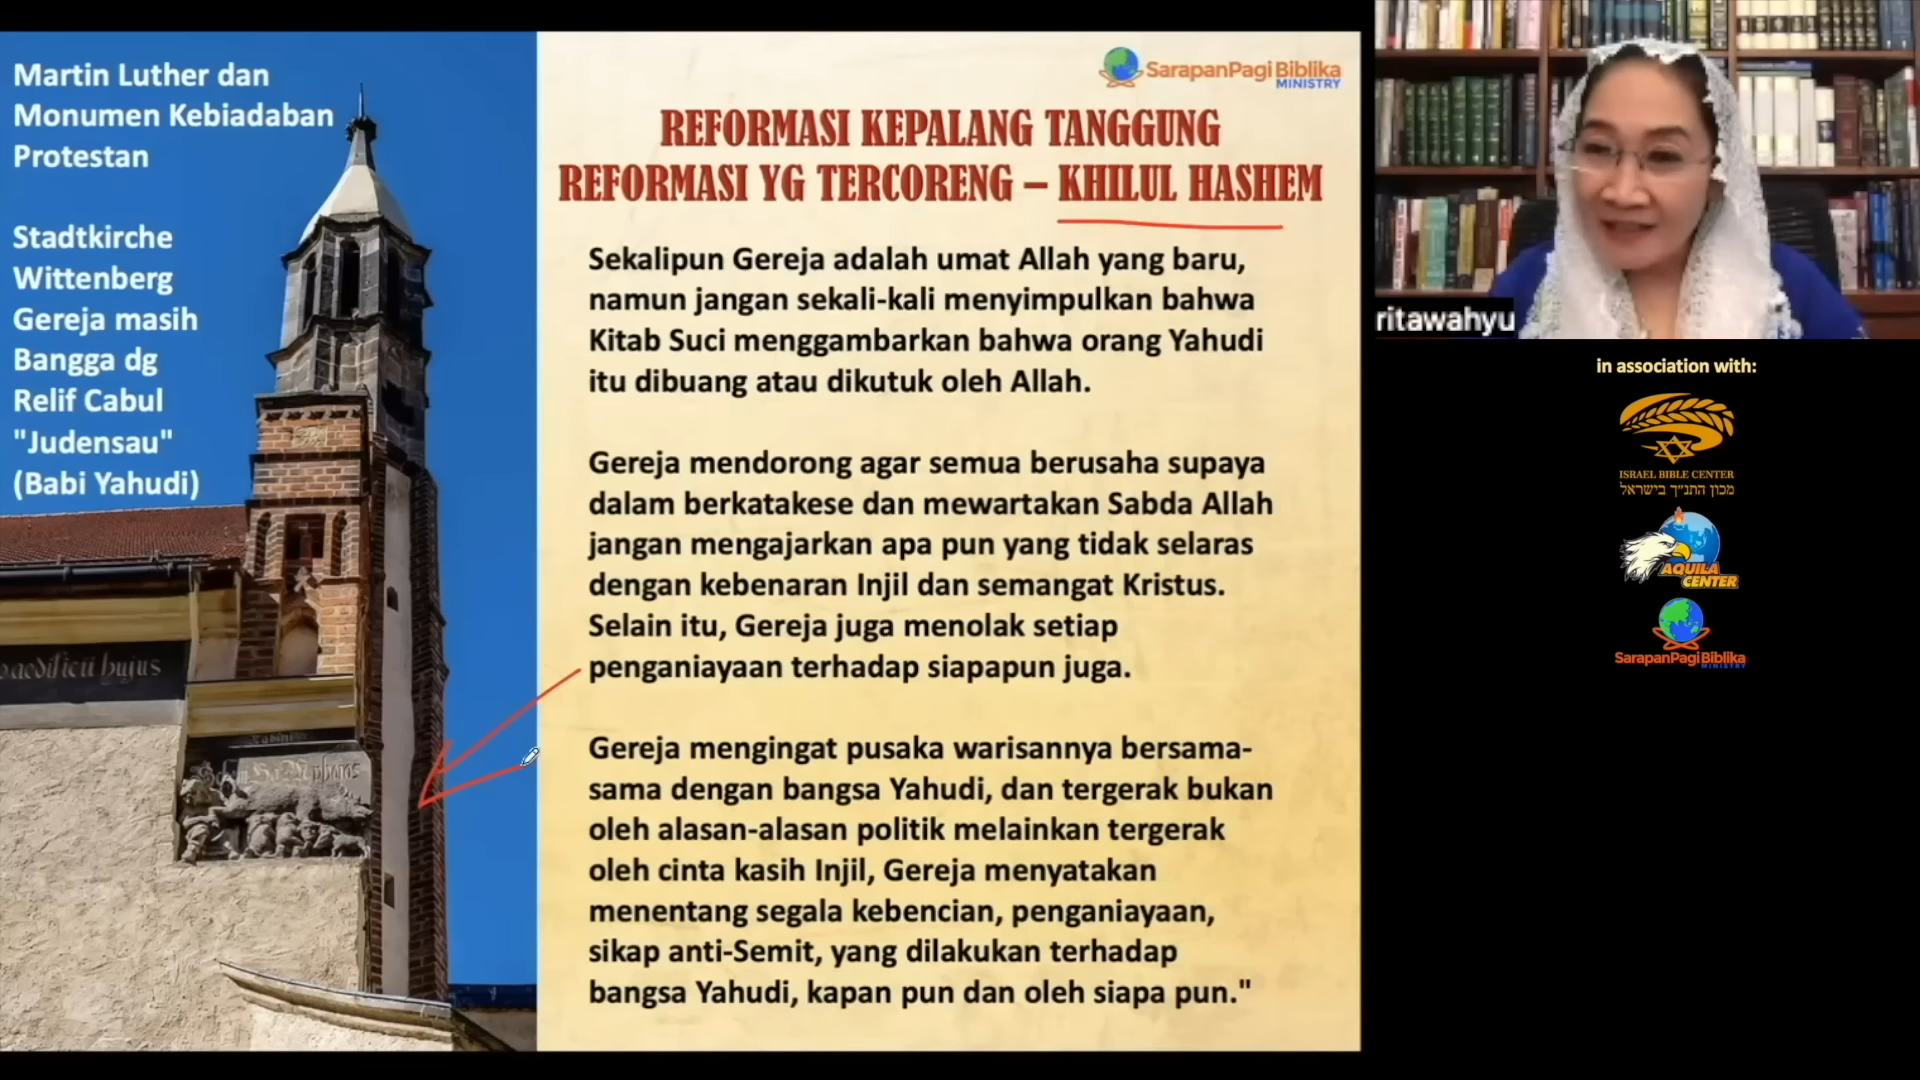 Martin Luther dan
Monumen Kebiadaban
Protestan
Stadtkirche
Wittenberg
Gereja masih
Bangga dg
Relif Cabul
"Judensau"
(Babi Yahudi)
SarapanPagi Biblika
MINISTRY
REFORMASI KEPALANG TANGGUNG
REFORMASI YG TERCORENG – KHILUL HASHEM
Sekalipun Gereja adalah umat Allah yang baru,
namun jangan sekali-kali menyimpulkan bahwa
Kitab Suci menggambarkan bahwa orang Yahudi
itu dibuang atau dikutuk oleh Allah.
Gereja mendorong agar semua berusaha supaya
dalam berkatakese dan mewartakan Sabda Allah
jangan mengajarkan apa pun yang tidak selaras
dengan kebenaran Injil dan semangat Kristus.
Selain itu, Gereja juga menolak setiap
penganiayaan terhadap siapapun juga.
Gereja mengingat pusaka warisannya bersama-
sama dengan bangsa Yahudi, dan tergerak bukan
oleh alasan-alasan politik melainkan tergerak
oleh cinta kasih Injil, Gereja menyatakan
menentang segala kebencian, penganiayaan,
sikap anti-Semit, yang dilakukan terhadap
bangsa Yahudi, kapan pun dan oleh siapa pun."
aedificii hujus
ritawahyu
in association with:
ISRAEL BIBLE CENTER
מכון התנ"ך בישראל
AQUILA
CENTER
SarapanPagi Biblika
MINISTRY